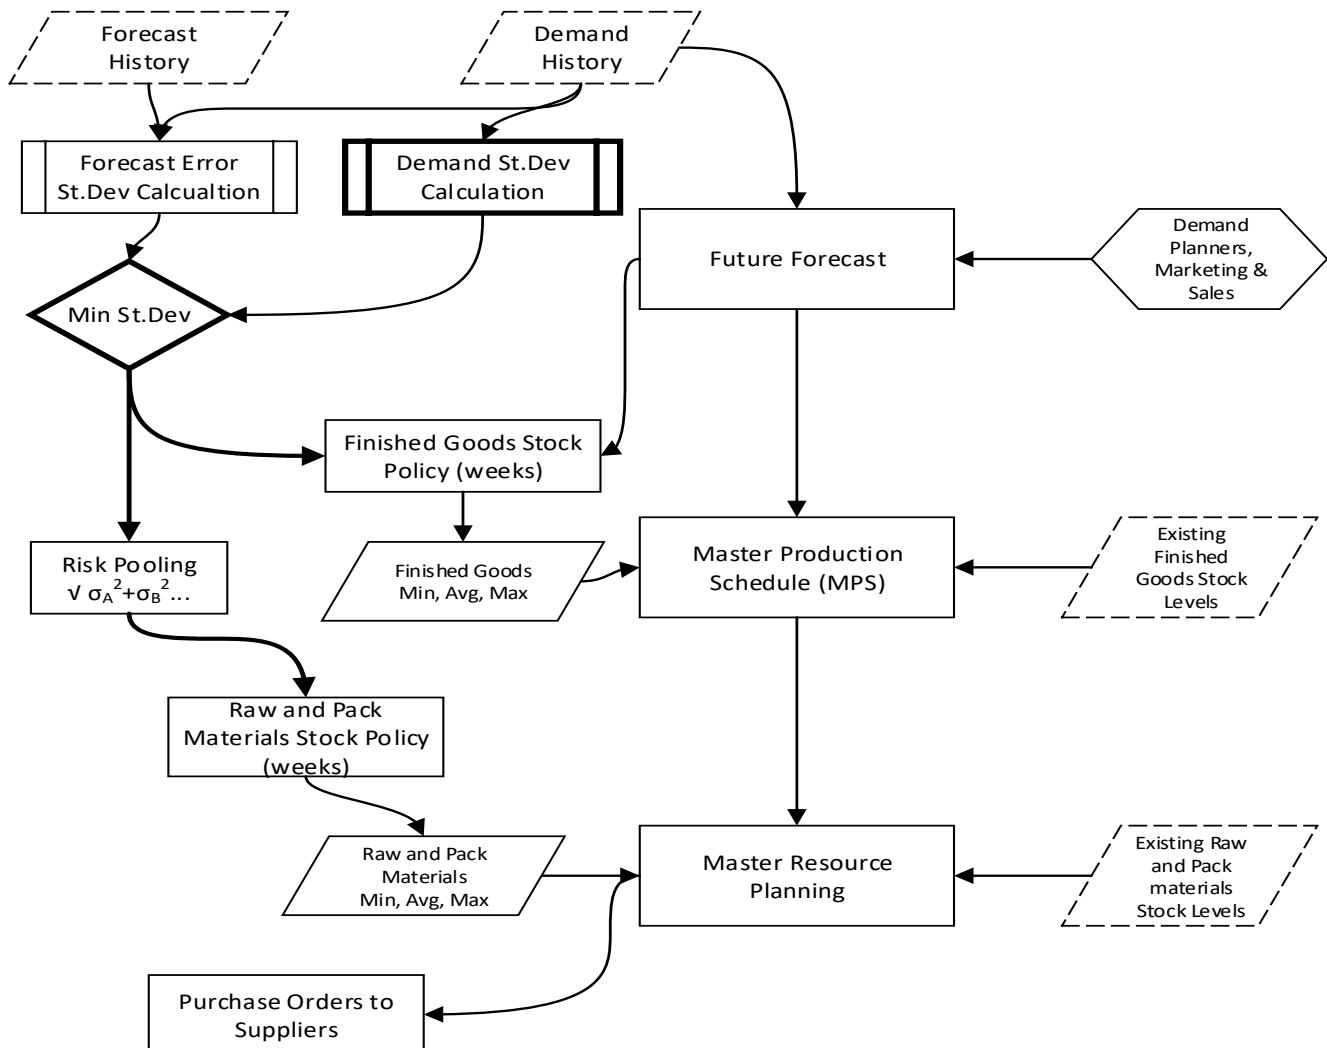 Forecast
History
Demand
History
Forecast Error
St.Dev Calcualtion
Demand St.Dev
Calculation
Future Forecast
Demand
Planners,
Marketing &
Sales
Min St.Dev
Finished Goods Stock
Policy (weeks)
Risk Pooling
√ σA²+σB²...
Finished Goods
Min, Avg, Max
Master Production
Schedule (MPS)
Existing
Finished
Goods Stock
Levels
Raw and Pack
Materials Stock Policy
(weeks)
Raw and Pack
Materials
Min, Avg, Max
Master Resource
Planning
Existing Raw
and Pack
materials
Stock Levels
Purchase Orders to
Suppliers